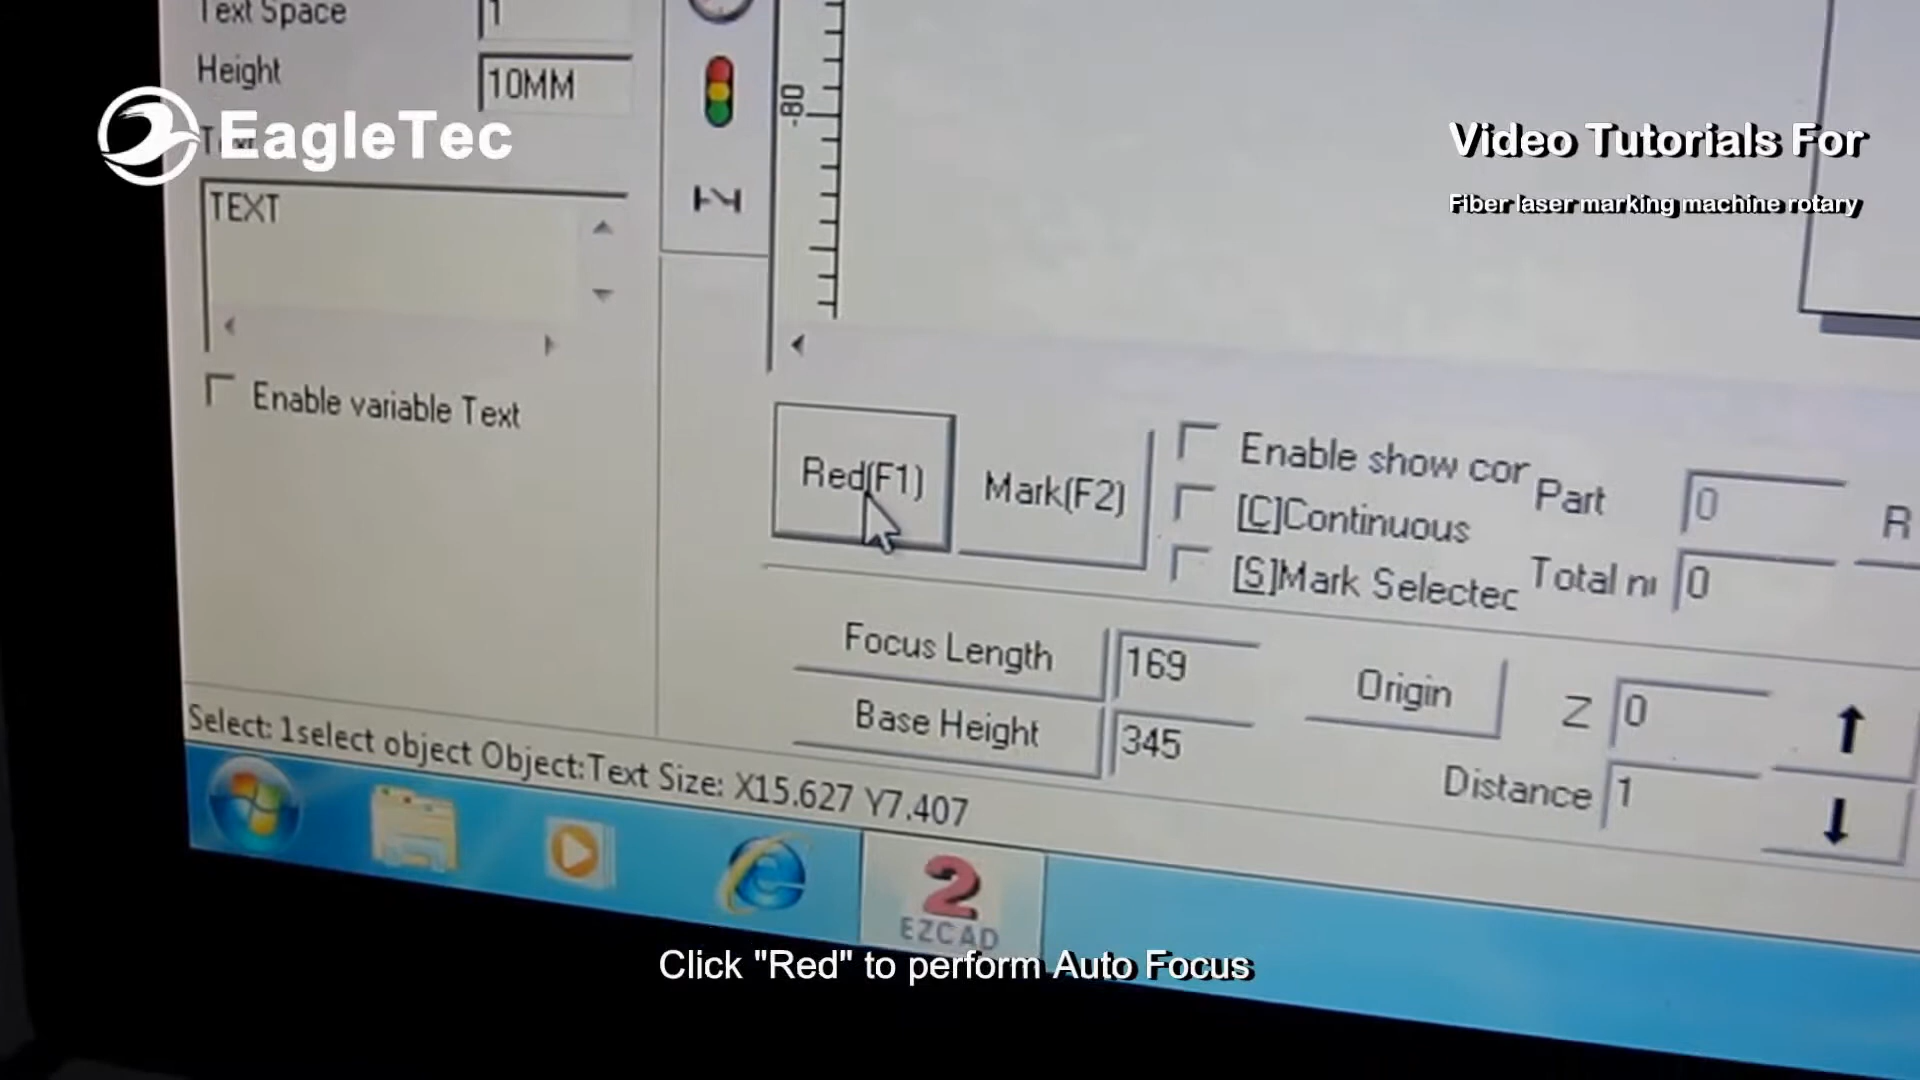 Text Space 1
Height 10MM
EagleTec
Video Tutorials For
Fiber laser marking machine rotary
TEXT
-80
Enable variable Text
Red(F1)
Mark(F2)
Enable show cor
[C]Continuous
[S]Mark Selectec
Part 0
R
Total nu 0
Focus Length 169
Base Height 345
Origin
Z 0
Distance 1
Select: 1select object Object:Text Size: X15.627 Y7.407
2
EZCAD
Click "Red" to perform Auto Focus